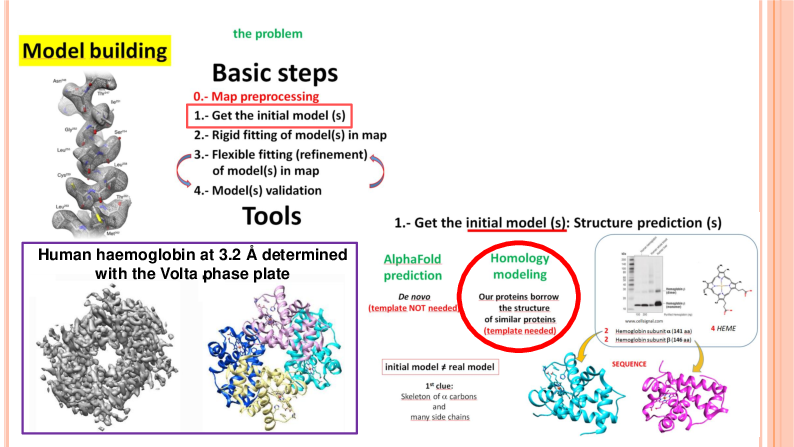 the problem
Model building
Basic steps
0.- Map preprocessing
1.- Get the initial model (s)
2.- Rigid fitting of model(s) in map
3.- Flexible fitting (refinement)
of model(s) in map
4.- Model(s) validation
Tools
Human haemoglobin at 3.2 Å determined
with the Volta phase plate
1.- Get the initial model (s): Structure prediction (s)
AlphaFold
prediction
De novo
(template NOT needed)
Homology
modeling
Our proteins borrow
the structure
of similar proteins
(template needed)
www.cellsignal.com
2 Hemoglobin subunit α (141 aa)
2 Hemoglobin subunit β (146 aa)
4 HEME
SEQUENCE
initial model ≠ real model
1st clue:
Skeleton of α carbons
and
many side chains